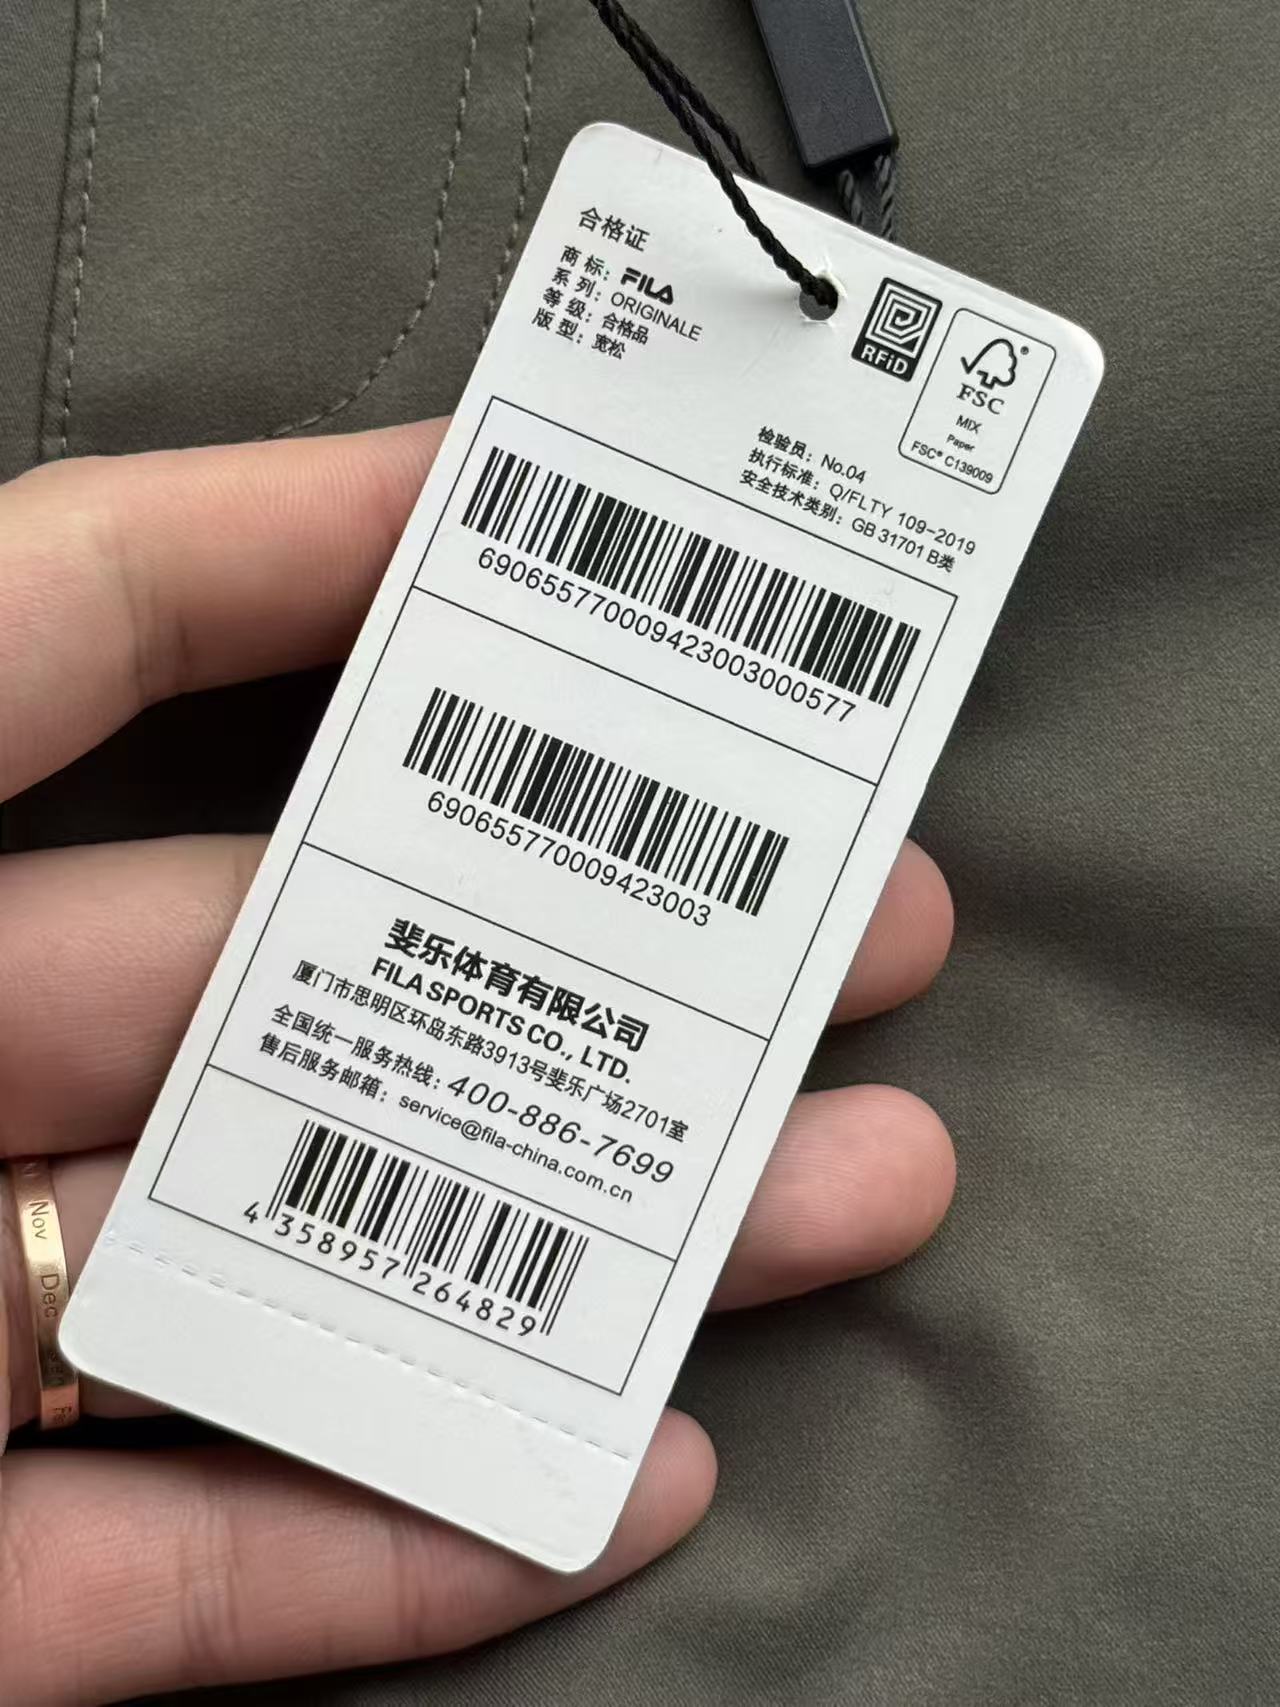 合格证
商 标：FILA
系 列：ORIGINALE
等 级：合格品
版 型：宽松
RFiD
FSC®
MIX
Paper
FSC® C139009
检验员：No.04
执行标准：Q/FLTY 109-2019
安全技术类别：GB 31701 B类
690655770009423003000577
690655770009423003
斐乐体育有限公司
FILA SPORTS CO., LTD.
厦门市思明区环岛东路3913号斐乐广场2701室
全国统一服务热线：400-886-7699
售后服务邮箱：service@fila-china.com.cn
4 358957 264829
Nov
Dec